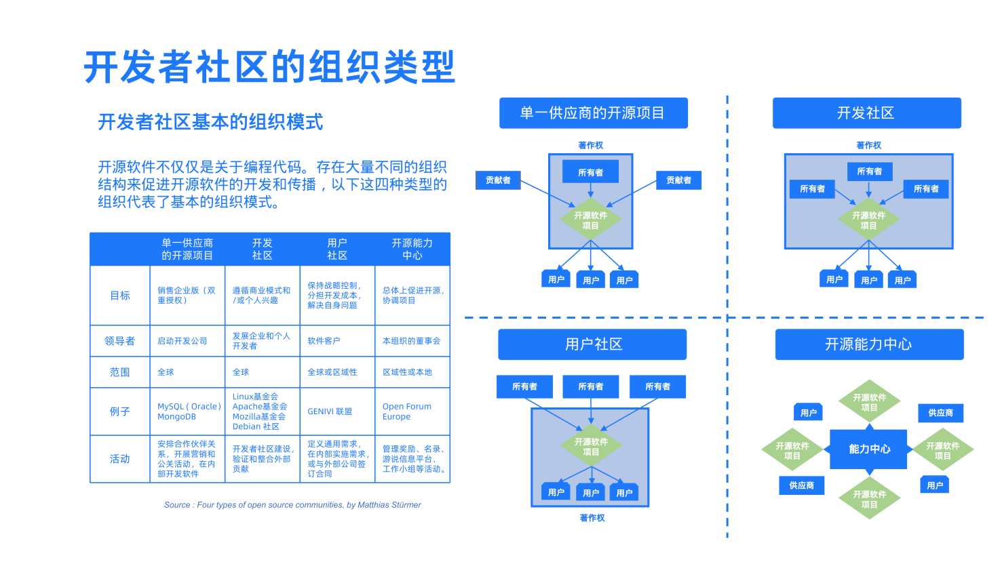 开发者社区的组织类型
开发者社区基本的组织模式
开源软件不仅仅是关于编程代码。存在大量不同的组织
结构来促进开源软件的开发和传播，以下这四种类型的
组织代表了基本的组织模式。
单一供应商
的开源项目
开发
社区
用户
社区
开源能力
中心
目标
销售企业版（双
重授权）
遵循商业模式和
/或个人兴趣
保持战略控制，
分担开发成本，
解决自身问题
总体上促进开源，
协调项目
领导者
启动开发公司
发展企业和个人
开发者
软件客户
本组织的董事会
范围
全球
全球
全球或区域性
区域性或本地
例子
MySQL ( Oracle)
MongoDB
Linux基金会
Apache基金会
Mozilla基金会
Debian 社区
GENIVI 联盟
Open Forum
Europe
活动
安排合作伙伴关
系，开展营销和
公关活动，在内
部开发软件
开发者社区建设，
验证和整合外部
贡献
定义通用需求，
在内部实施需求，
或与外部公司签
订合同
管理奖励、名录、
游说信息平台、
工作小组等活动。
Source : Four types of open source communities, by Matthias Stürmer
单一供应商的开源项目
著作权
贡献者
所有者
贡献者
开源软件
项目
用户
用户
用户
开发社区
著作权
所有者
所有者
所有者
开源软件
项目
用户
用户
用户
用户社区
所有者
所有者
所有者
开源软件
项目
用户
用户
用户
著作权
开源能力中心
开源软件
项目
用户
供应商
开源软件
项目
能力中心
开源软件
项目
供应商
用户
开源软件
项目